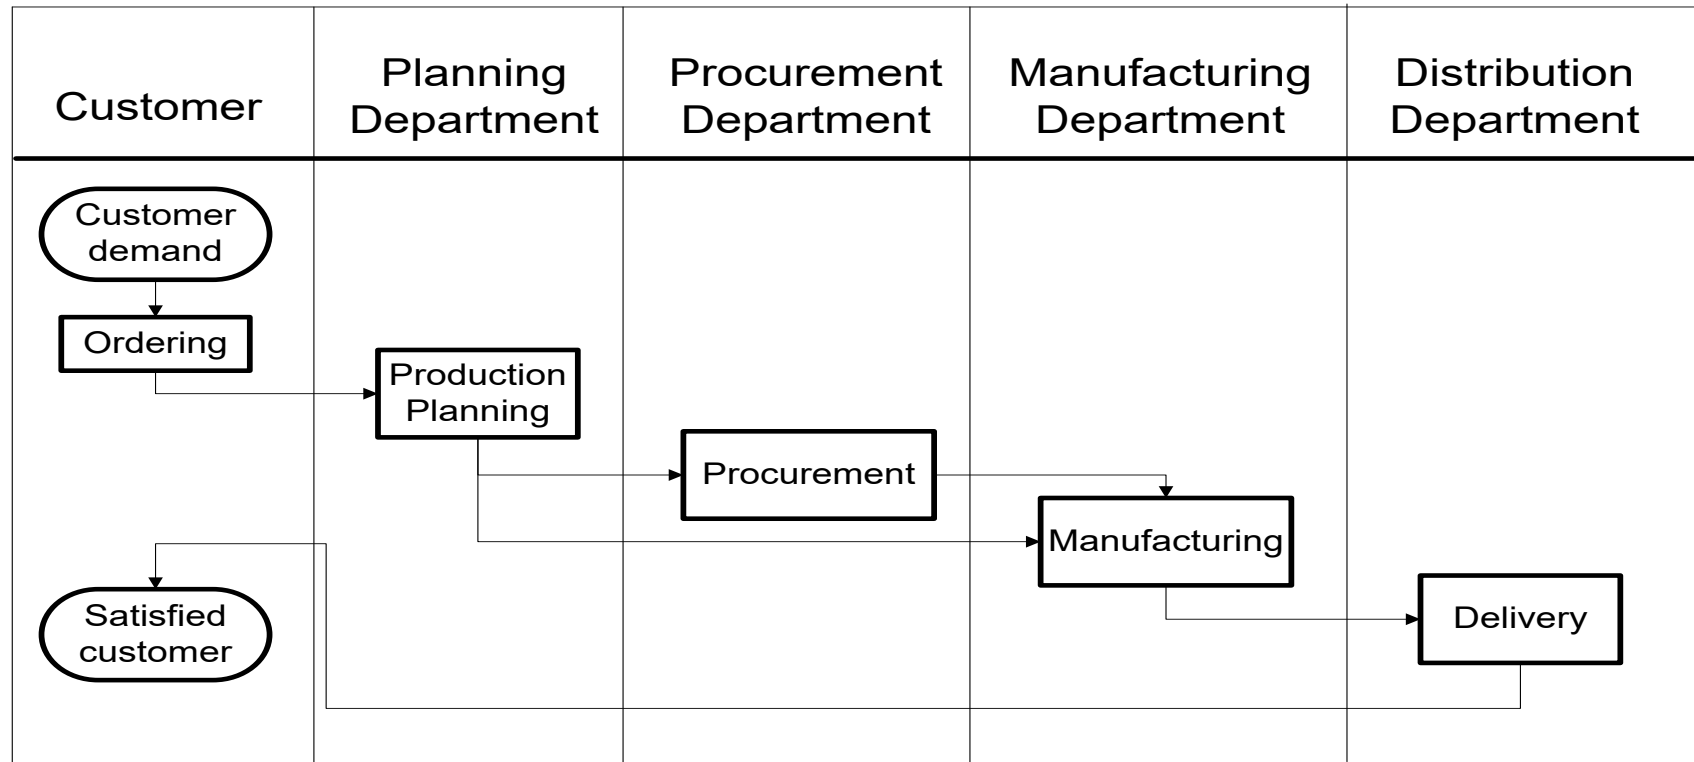 Customer
Planning
Department
Procurement
Department
Manufacturing
Department
Distribution
Department
Customer
demand
Ordering
Production
Planning
Procurement
Manufacturing
Delivery
Satisfied
customer